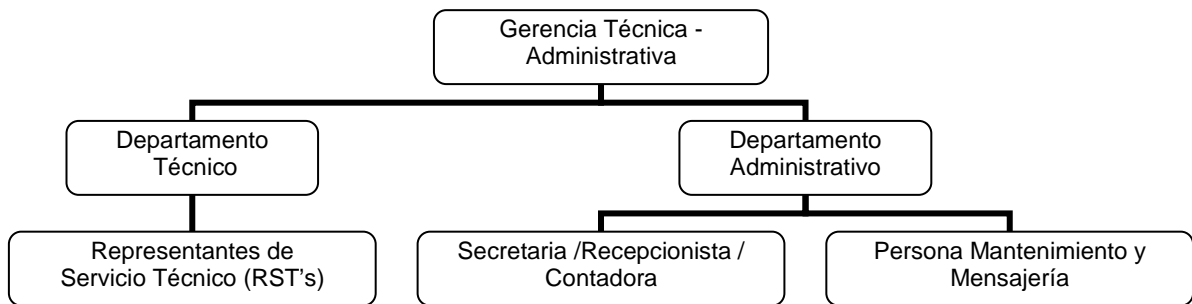 Gerencia Técnica -
Administrativa
Departamento
Técnico
Departamento
Administrativo
Representantes de
Servicio Técnico (RST's)
Secretaria /Recepcionista /
Contadora
Persona Mantenimiento y
Mensajería